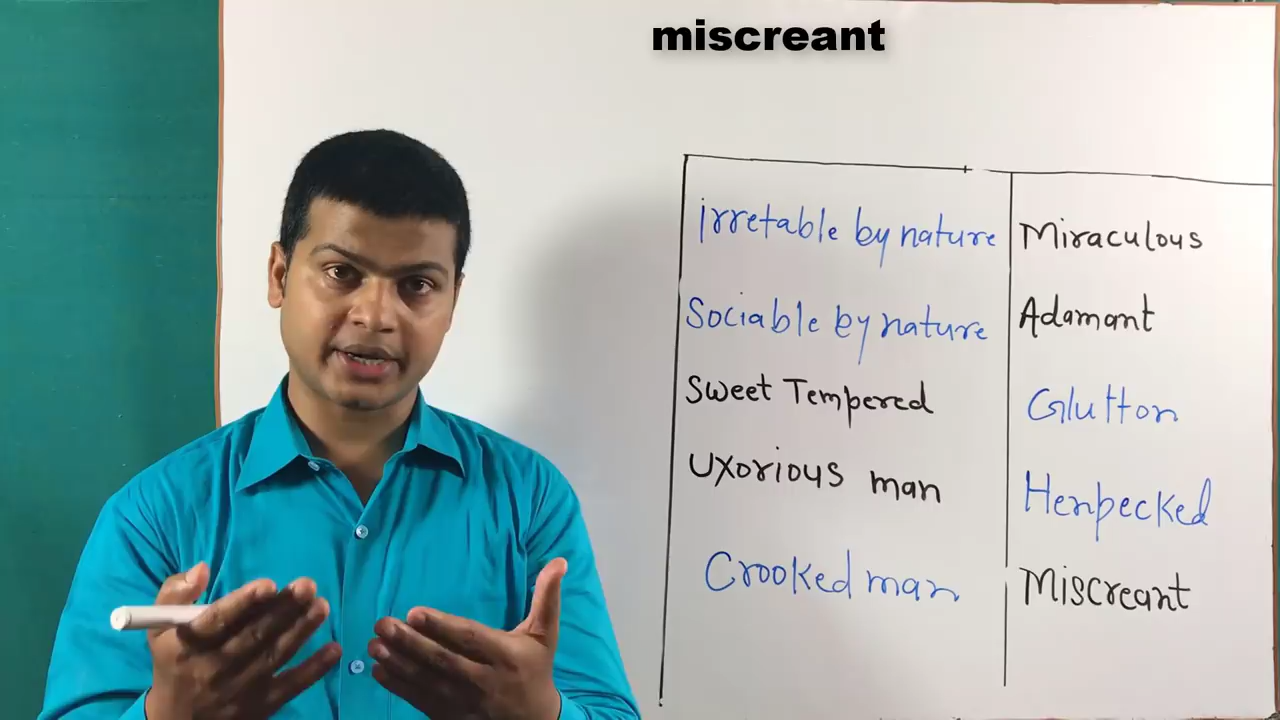 miscreant
Irretable by nature
Miraculous
Sociable by nature
Adamant
Sweet Tempered
Glutton
Uxorious man
Henpecked
Crooked man
Miscreant